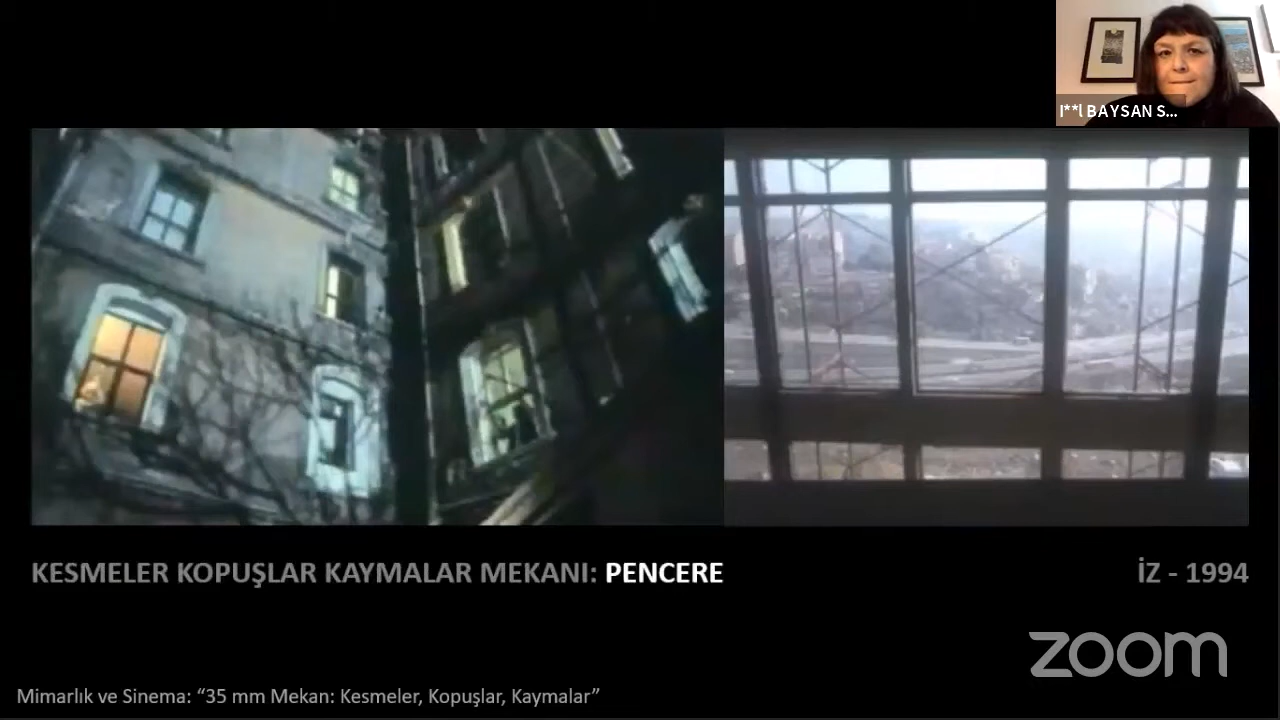 I**l BAYSAN S...
KESMELER KOPUŞLAR KAYMALAR MEKANI: PENCERE
İZ - 1994
zoom
Mimarlık ve Sinema: “35 mm Mekan: Kesmeler, Kopuşlar, Kaymalar”